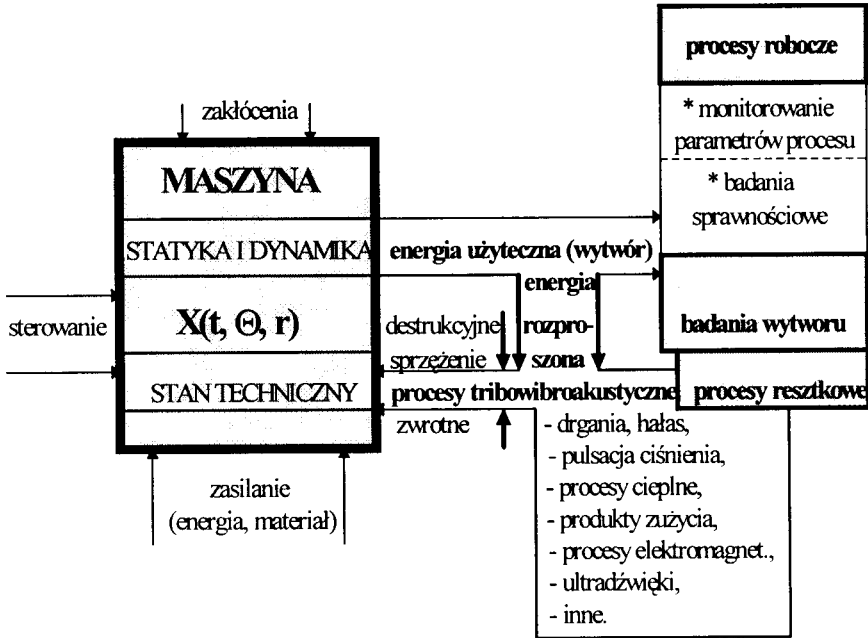 procesy robocze
* monitorowanie
parametrów procesu
* badania
sprawnościowe
zakłócenia
MASZYNA
STATYKA I DYNAMIKA
energia użyteczna (wytwór)
energia
sterowanie
X(t, Θ, r)
destrukcyjne
rozpro-
badania wytworu
sprzężenie
szona
STAN TECHNICZNY
procesy tribowibroakustyczne
procesy resztkowe
zwrotne
- drgania, hałas,
- pulsacja ciśnienia,
- procesy cieplne,
- produkty zużycia,
- procesy elektromagnet.,
- ultradźwięki,
- inne.
zasilanie
(energia, materiał)